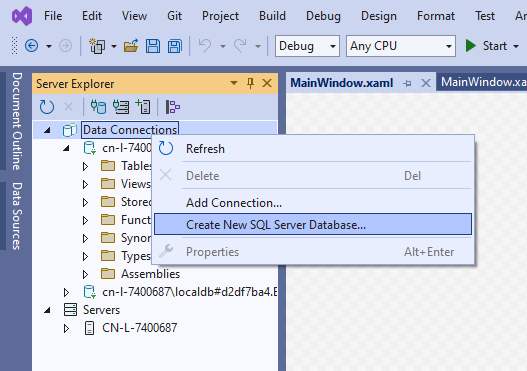 File Edit View Git Project Build Debug Design Format Test An
Debug Any CPU Start
Document Outline
Data Sources
Server Explorer
MainWindow.xaml
MainWindow.xa
Data Connections
cn-l-7400
Tables
Views
Stored
Funct
Synon
Types
Assemblies
cn-l-7400687\localdb#d2df7ba4.E
Servers
CN-L-7400687
Refresh
Delete Del
Add Connection...
Create New SQL Server Database...
Properties Alt+Enter